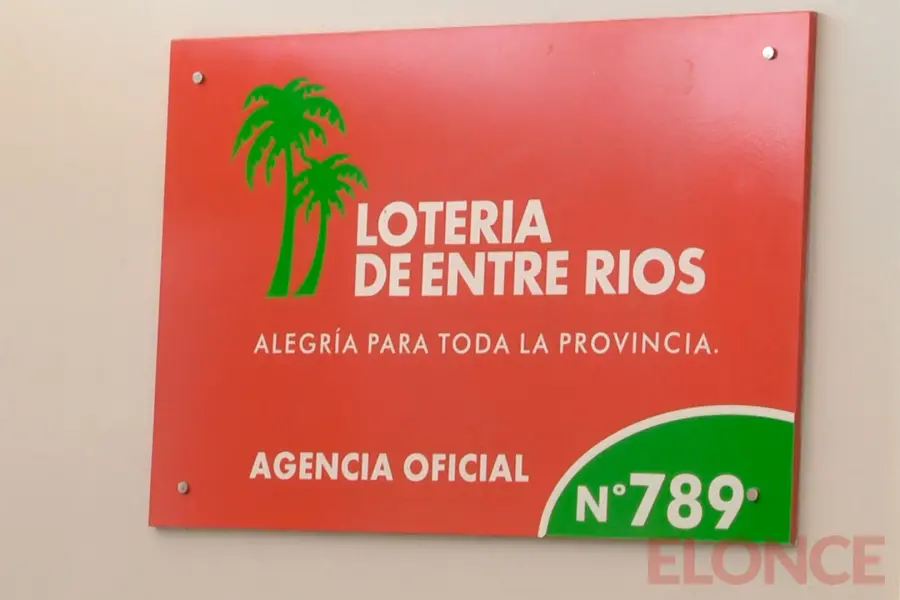 LOTERIA
DE ENTRE RIOS
ALEGRÍA PARA TODA LA PROVINCIA.
AGENCIA OFICIAL
N° 789
ELONCE